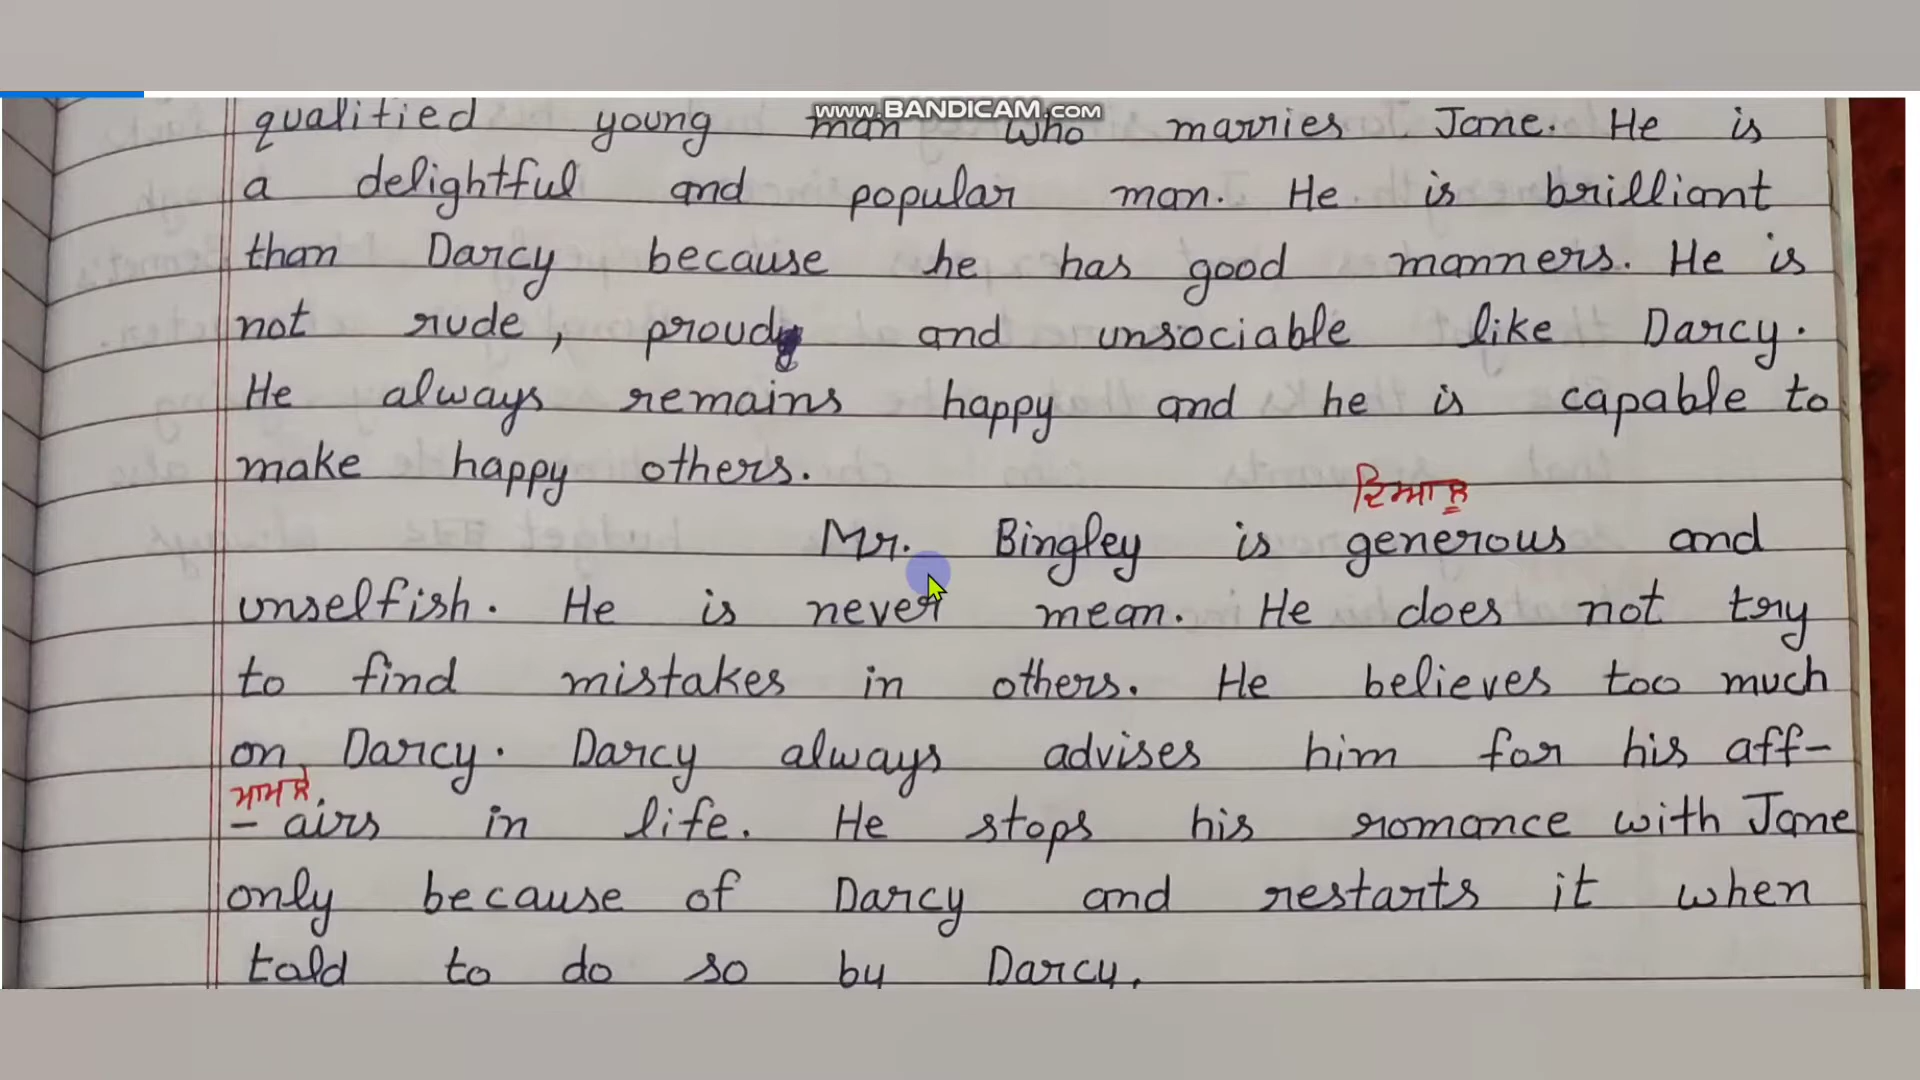 www.BANDICAM.com
qualified young man who marries Jane. He is
a delightful and popular man. He is brilliant
than Darcy because he has good manners. He is
not rude, proud and unsociable like Darcy.
He always remains happy and he is capable to
make happy others.
ਦਿਆਲੂ
Mr. Bingley is generous and
unselfish. He is never mean. He does not try
to find mistakes in others. He believes too much
on Darcy. Darcy always advises him for his aff-
ਮਾਮਲੇ
- airs in life. He stops his romance with Jane
only because of Darcy and restarts it when
told to do so by Darcy.